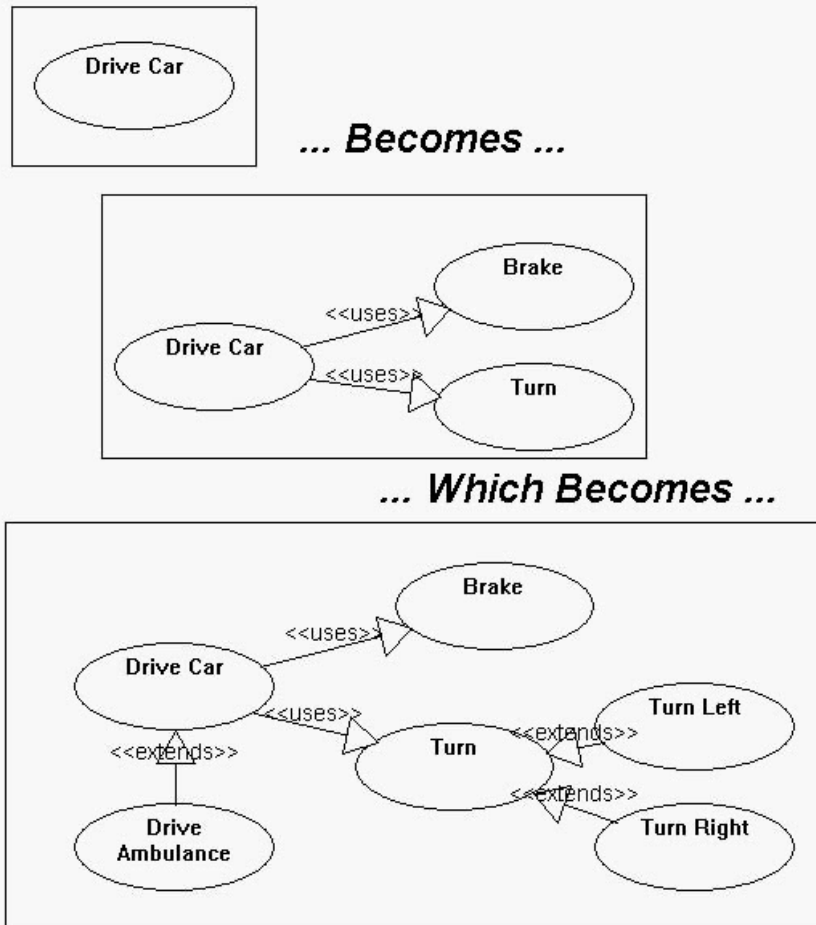 Drive Car
... Becomes ...
Brake
<<uses>>
Drive Car
<<uses>>
Turn
... Which Becomes ...
Brake
<<uses>>
Drive Car
<<uses>>
Turn Left
<<extends>>
Turn
<<extends>>
<<extends>>
Drive
Ambulance
Turn Right